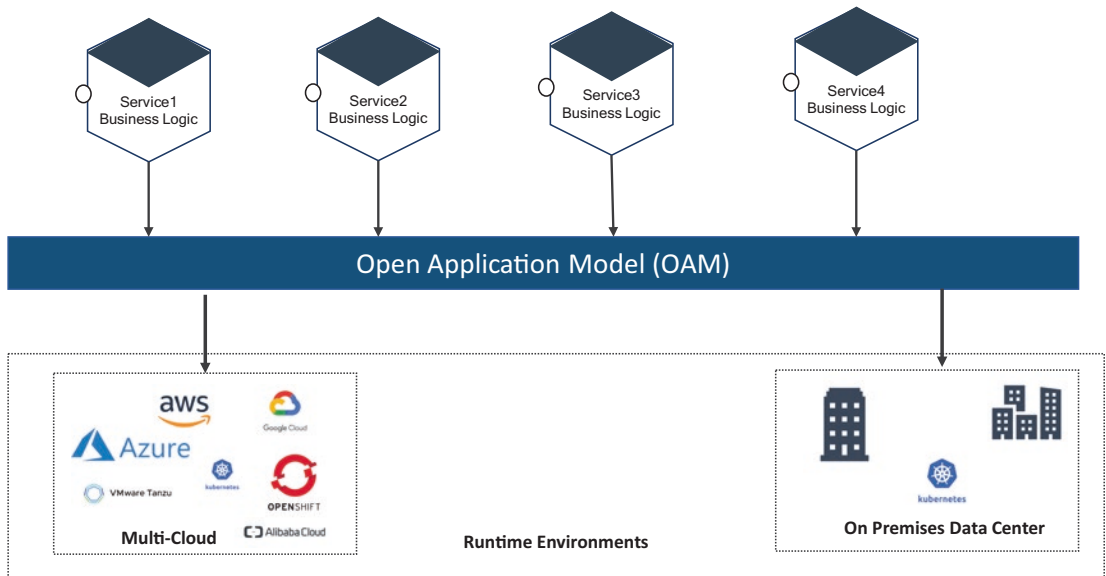 Service1
Business Logic
Service2
Business Logic
Service3
Business Logic
Service4
Business Logic
Open Application Model (OAM)
aws
Google Cloud
Azure
kubernetes
VMware Tanzu
OPENSHIFT
Alibaba Cloud
Multi-Cloud
Runtime Environments
kubernetes
On Premises Data Center